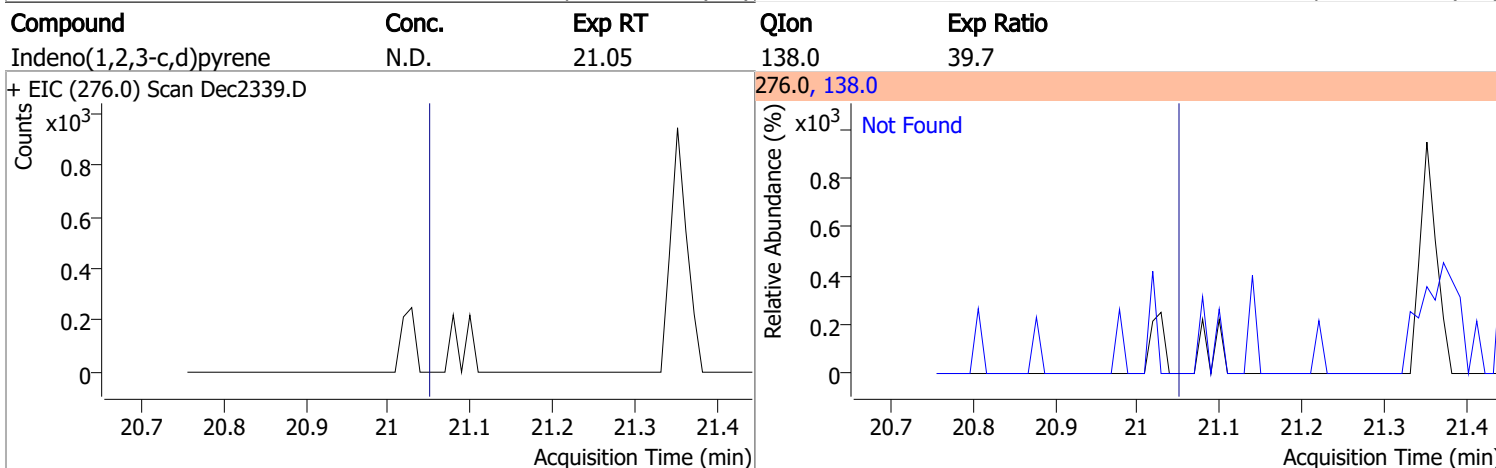 Compound Conc. Exp RT QIon Exp Ratio
Indeno(1,2,3-c,d)pyrene N.D. 21.05 138.0 39.7
+ EIC (276.0) Scan Dec2339.D
Counts
x10³
0.8
0.6
0.4
0.2
0
20.7 20.8 20.9 21 21.1 21.2 21.3 21.4
Acquisition Time (min)
276.0, 138.0
Relative Abundance (%)
x10³
Not Found
0.8
0.6
0.4
0.2
0
20.7 20.8 20.9 21 21.1 21.2 21.3 21.4
Acquisition Time (min)